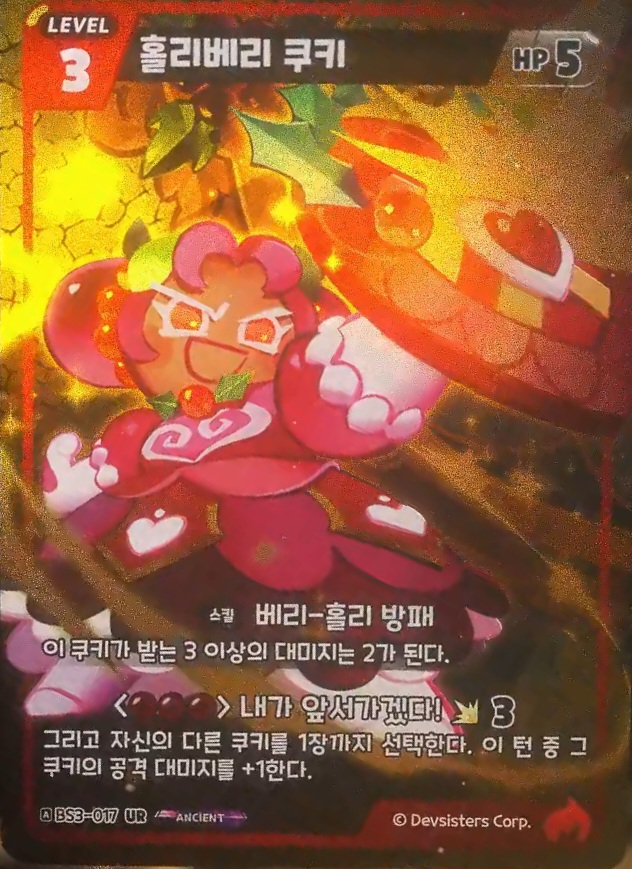 LEVEL
3
홀리베리 쿠키
HP 5
스킬 베리-홀리 방패
이 쿠키가 받는 3 이상의 대미지는 2가 된다.
< > 내가 앞서가겠다! 3
그리고 자신의 다른 쿠키를 1장까지 선택한다. 이 턴 중 그
쿠키의 공격 대미지를 +1한다.
A BS3-017 UR ANCIENT
© Devsisters Corp.